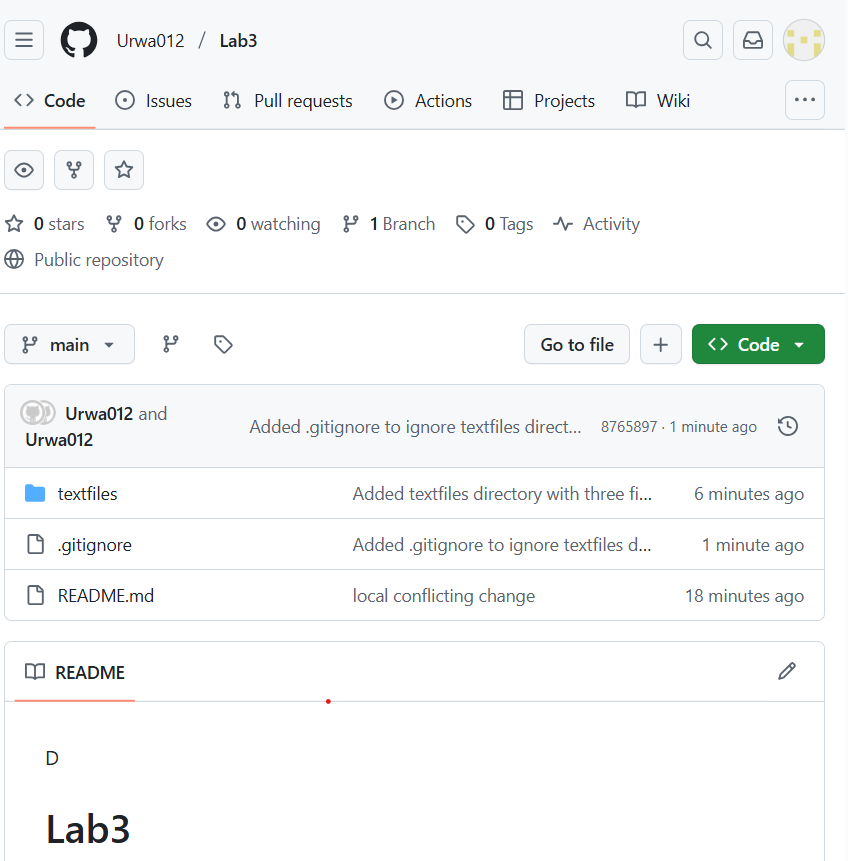 Urwa012 / Lab3
Code Issues Pull requests Actions Projects Wiki
0 stars 0 forks 0 watching 1 Branch 0 Tags Activity
Public repository
main Go to file Code
Urwa012 and
Urwa012
Added .gitignore to ignore textfiles direct... 8765897 · 1 minute ago
textfiles Added textfiles directory with three fi... 6 minutes ago
.gitignore Added .gitignore to ignore textfiles d... 1 minute ago
README.md local conflicting change 18 minutes ago
README
D
Lab3